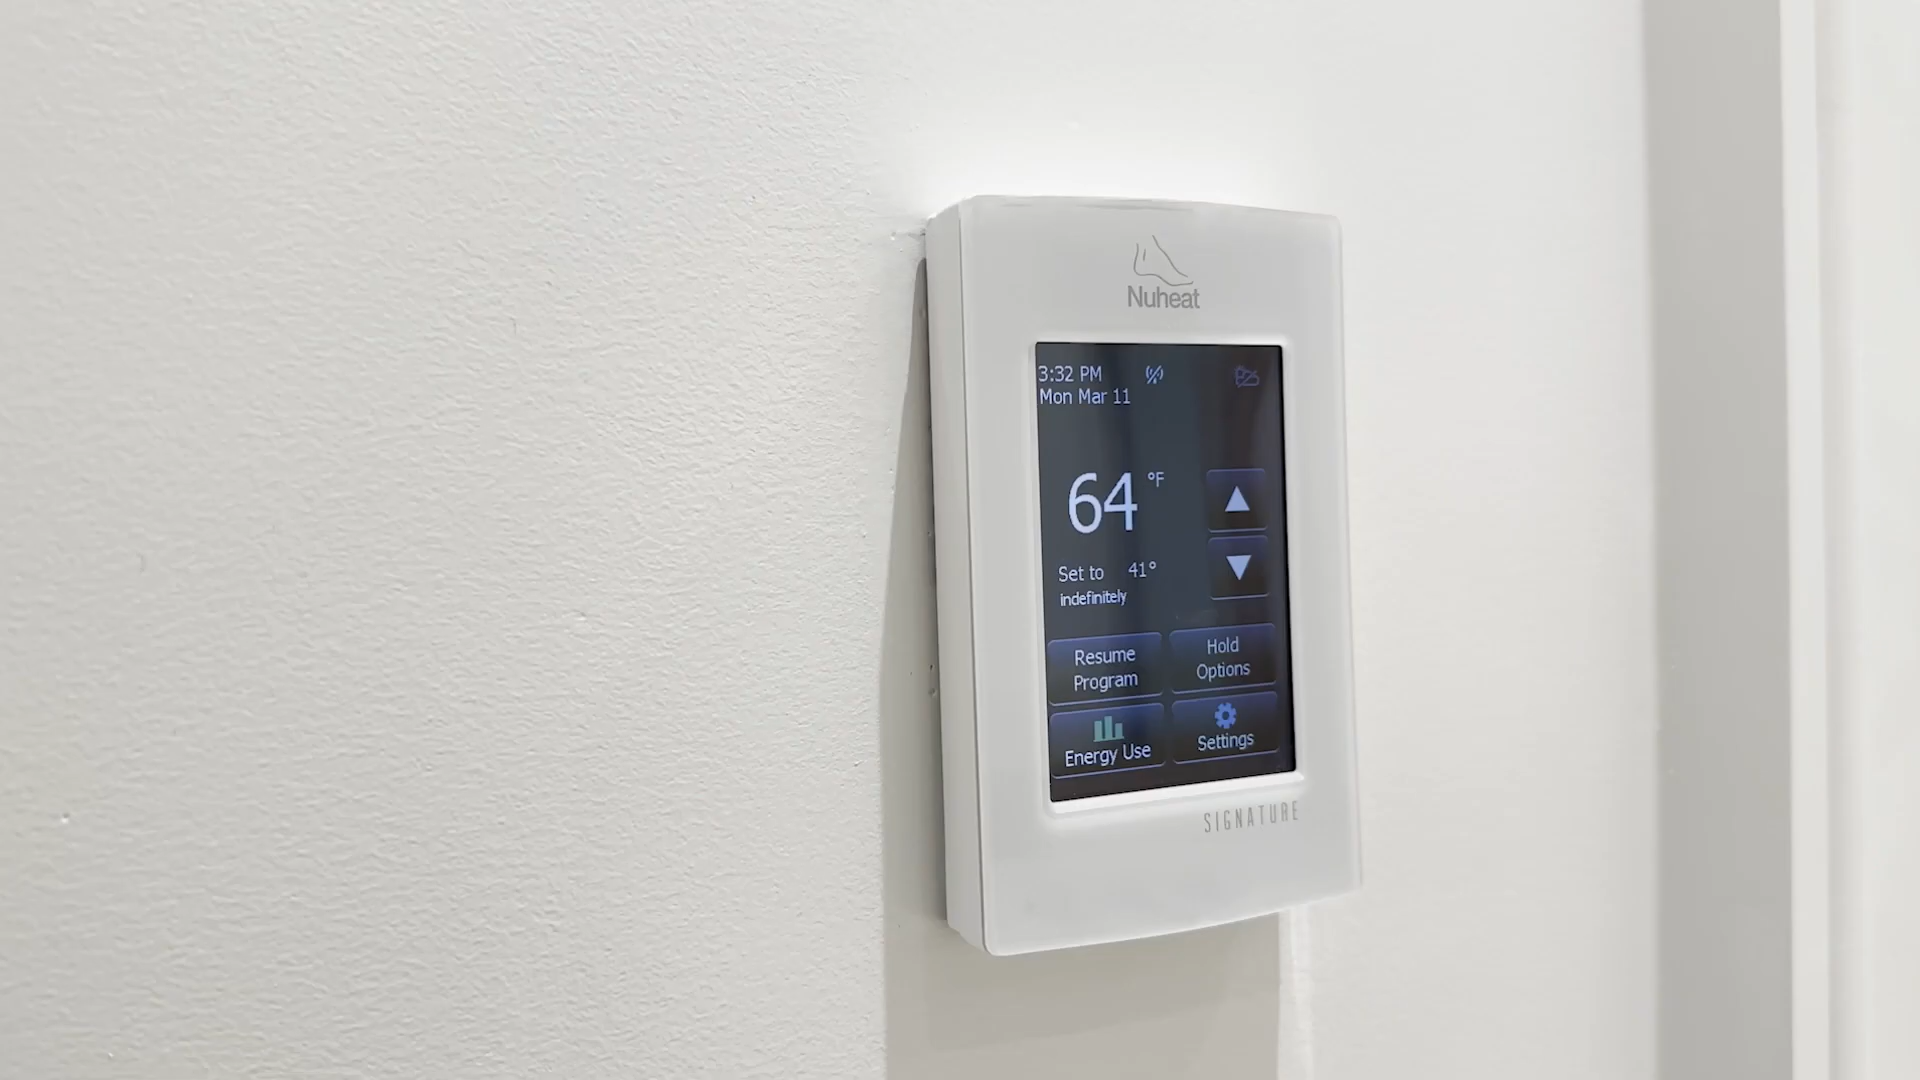 Nuheat
3:32 PM
Mon Mar 11
64 °F
Set to 41°
indefinitely
Resume
Program
Hold
Options
Energy Use
Settings
SIGNATURE